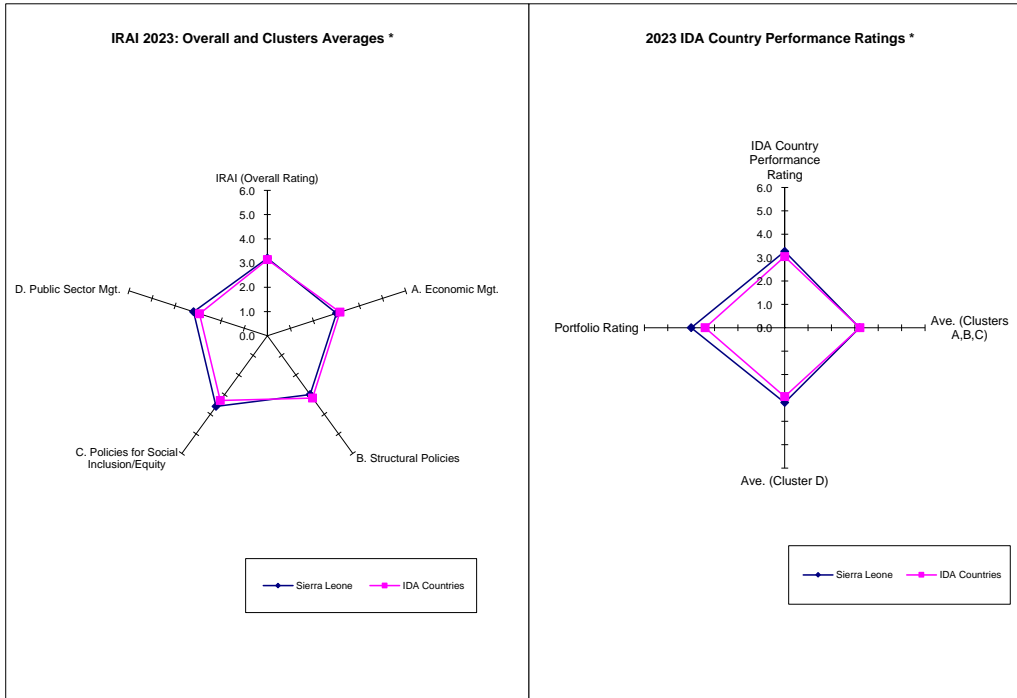 IRAI 2023: Overall and Clusters Averages *
IRAI (Overall Rating)
6.0
5.0
4.0
3.0
2.0
1.0
0.0
D. Public Sector Mgt.
A. Economic Mgt.
C. Policies for Social
Inclusion/Equity
B. Structural Policies
Sierra Leone
IDA Countries
2023 IDA Country Performance Ratings *
IDA Country
Performance
Rating
6.0
5.0
4.0
3.0
2.0
1.0
0.0
Portfolio Rating
Ave. (Clusters
A,B,C)
Ave. (Cluster D)
Sierra Leone
IDA Countries